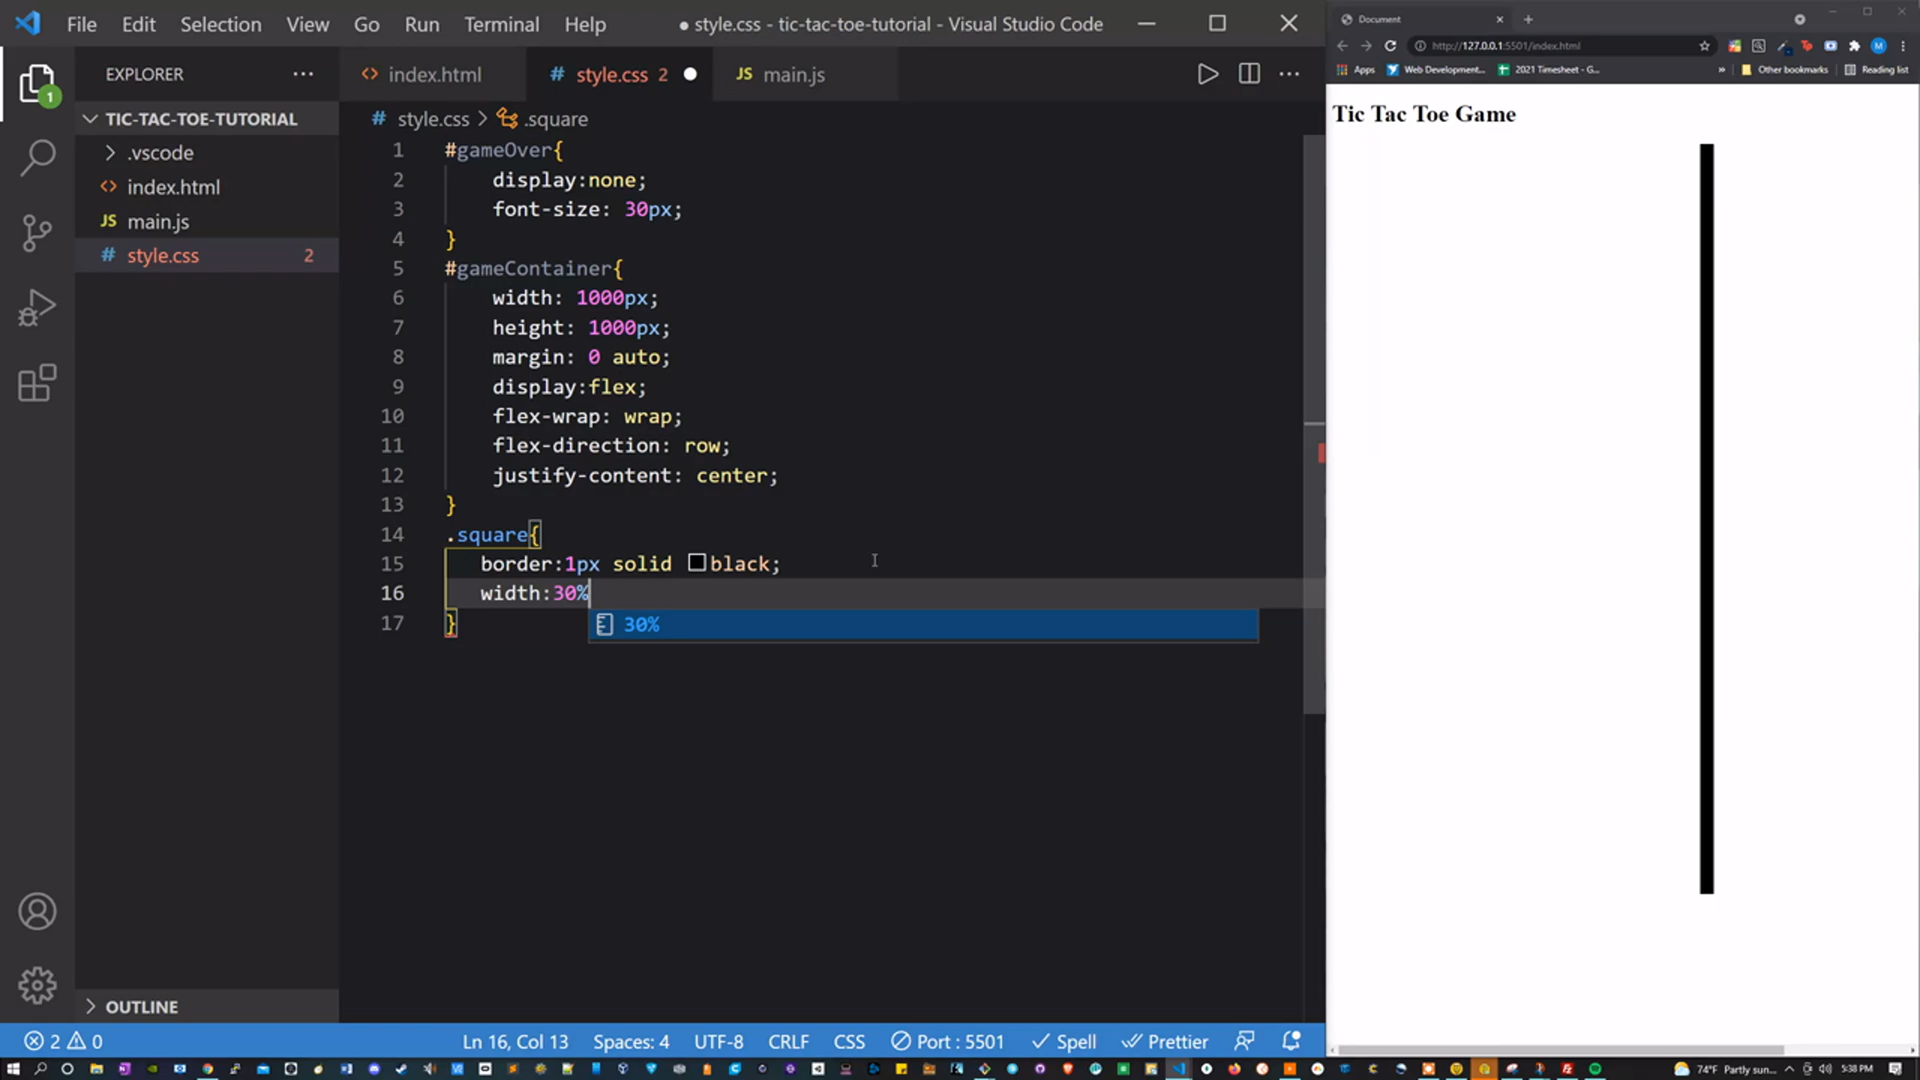 File Edit Selection View Go Run Terminal Help ● style.css - tic-tac-toe-tutorial - Visual Studio Code
EXPLORER ···
1
TIC-TAC-TOE-TUTORIAL
.vscode
index.html
JS main.js
# style.css 2
OUTLINE
index.html
# style.css 2 ●
JS main.js
# style.css > .square
1 #gameOver{
2 display:none;
3 font-size: 30px;
4 }
5 #gameContainer{
6 width: 1000px;
7 height: 1000px;
8 margin: 0 auto;
9 display:flex;
10 flex-wrap: wrap;
11 flex-direction: row;
12 justify-content: center;
13 }
14 .square{
15 border:1px solid black;
16 width:30%
17 }
30%
2 0 Ln 16, Col 13 Spaces: 4 UTF-8 CRLF CSS Port : 5501 Spell Prettier
Document
http://127.0.0.1:5501/index.html
M
Apps Web Development... 2021 Timesheet - G... » Other bookmarks Reading list
Tic Tac Toe Game
74°F Partly sun... 5:38 PM